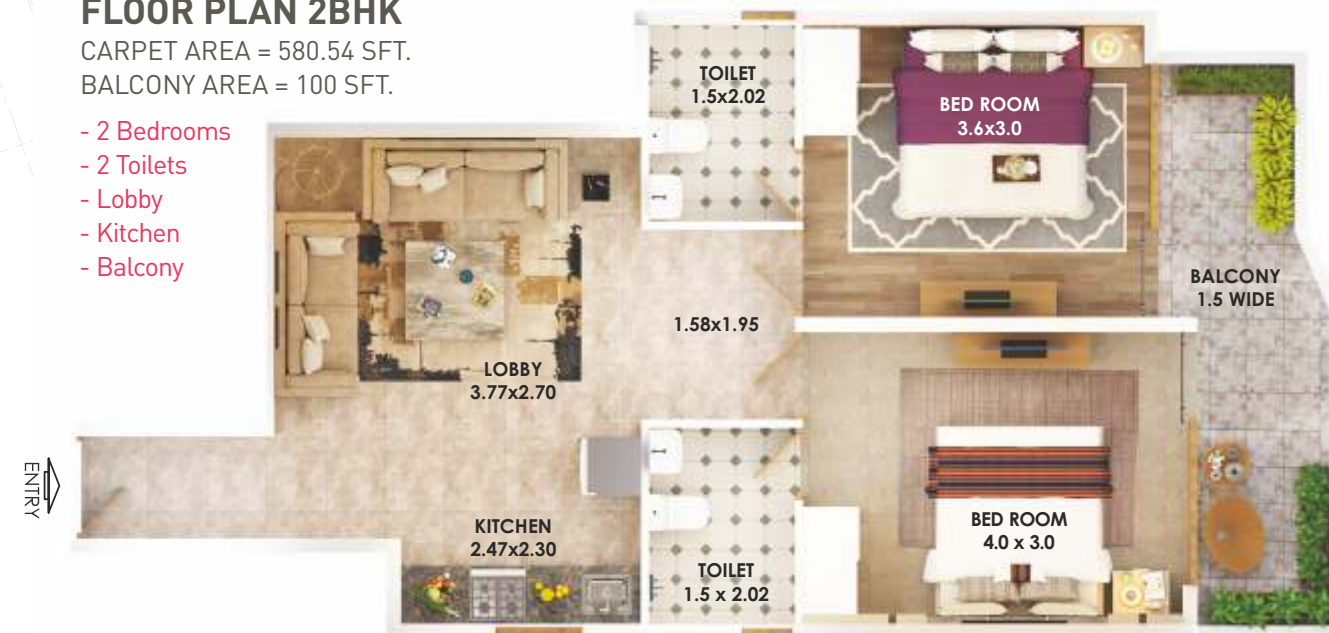 FLOOR PLAN 2BHK
CARPET AREA = 580.54 SFT.
BALCONY AREA = 100 SFT.
- 2 Bedrooms
- 2 Toilets
- Lobby
- Kitchen
- Balcony
TOILET
1.5x2.02
BED ROOM
3.6x3.0
BALCONY
1.5 WIDE
1.58x1.95
LOBBY
3.77x2.70
ENTRY
KITCHEN
2.47x2.30
TOILET
1.5 x 2.02
BED ROOM
4.0 x 3.0